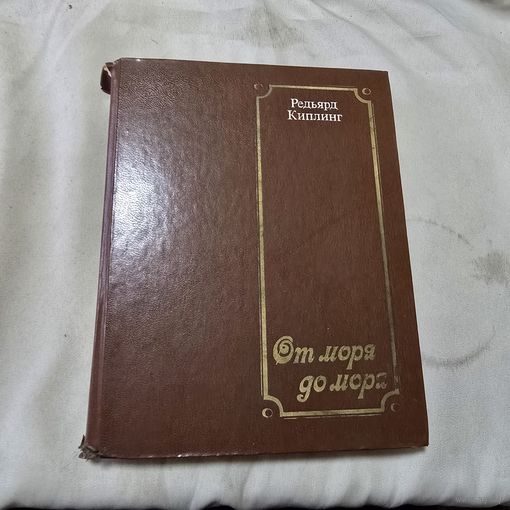 Редьярд
Киплинг
От моря
до моря